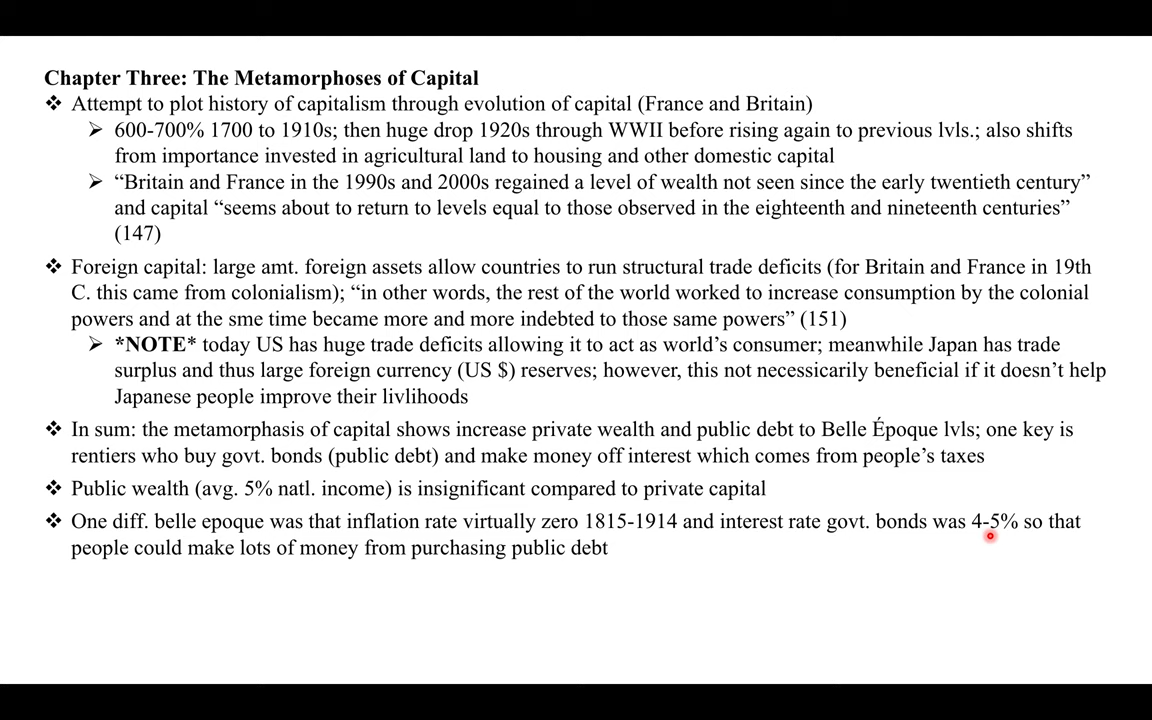 Chapter Three: The Metamorphoses of Capital
❖ Attempt to plot history of capitalism through evolution of capital (France and Britain)
➢ 600-700% 1700 to 1910s; then huge drop 1920s through WWII before rising again to previous lvls.; also shifts
from importance invested in agricultural land to housing and other domestic capital
➢ “Britain and France in the 1990s and 2000s regained a level of wealth not seen since the early twentieth century”
and capital “seems about to return to levels equal to those observed in the eighteenth and nineteenth centuries”
(147)
❖ Foreign capital: large amt. foreign assets allow countries to run structural trade deficits (for Britain and France in 19th
C. this came from colonialism); “in other words, the rest of the world worked to increase consumption by the colonial
powers and at the sme time became more and more indebted to those same powers” (151)
➢ *NOTE* today US has huge trade deficits allowing it to act as world’s consumer; meanwhile Japan has trade
surplus and thus large foreign currency (US $) reserves; however, this not necessicarily beneficial if it doesn’t help
Japanese people improve their livlihoods
❖ In sum: the metamorphasis of capital shows increase private wealth and public debt to Belle Époque lvls; one key is
rentiers who buy govt. bonds (public debt) and make money off interest which comes from people’s taxes
❖ Public wealth (avg. 5% natl. income) is insignificant compared to private capital
❖ One diff. belle epoque was that inflation rate virtually zero 1815-1914 and interest rate govt. bonds was 4-5% so that
people could make lots of money from purchasing public debt